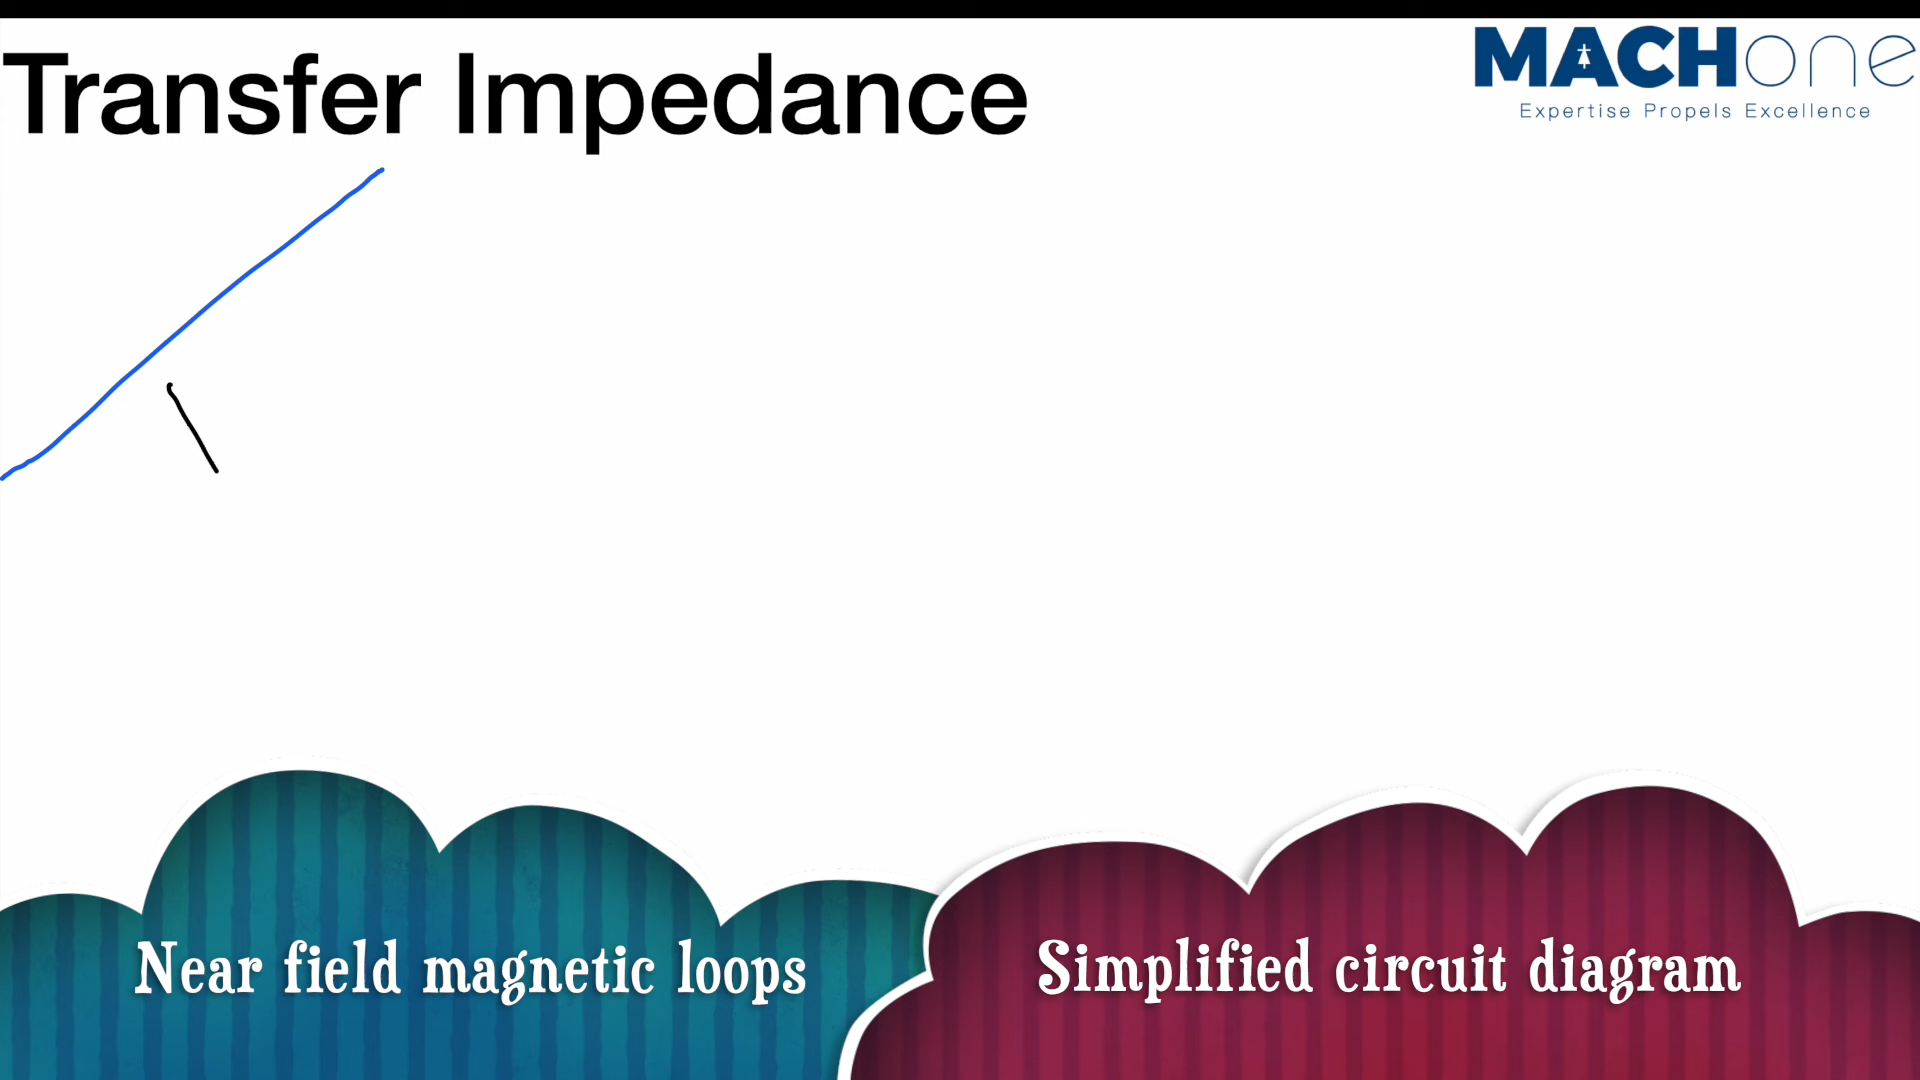 Transfer Impedance
MACHone
Expertise Propels Excellence
Near field magnetic loops
Simplified circuit diagram